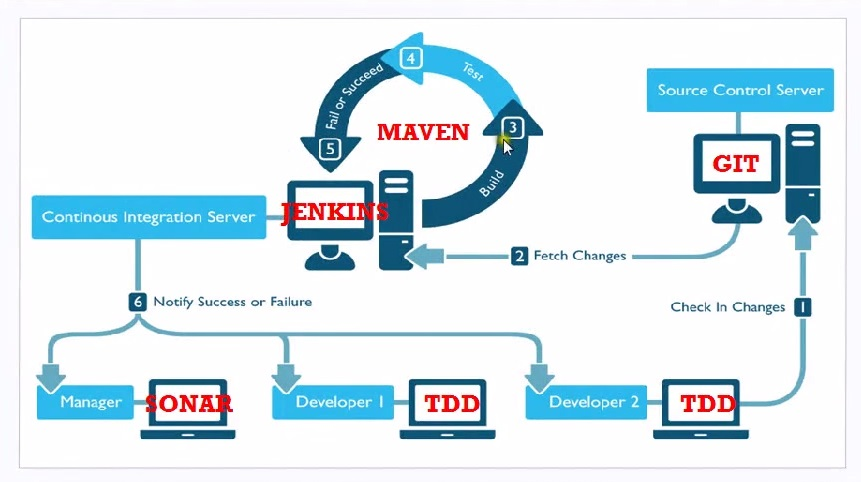 4
Test
Fail or Succeed
Source Control Server
MAVEN
3
5
GIT
Build
JENKINS
Continous Integration Server
2 Fetch Changes
6 Notify Success or Failure
Check In Changes 1
Manager
SONAR
Developer 1
TDD
Developer 2
TDD